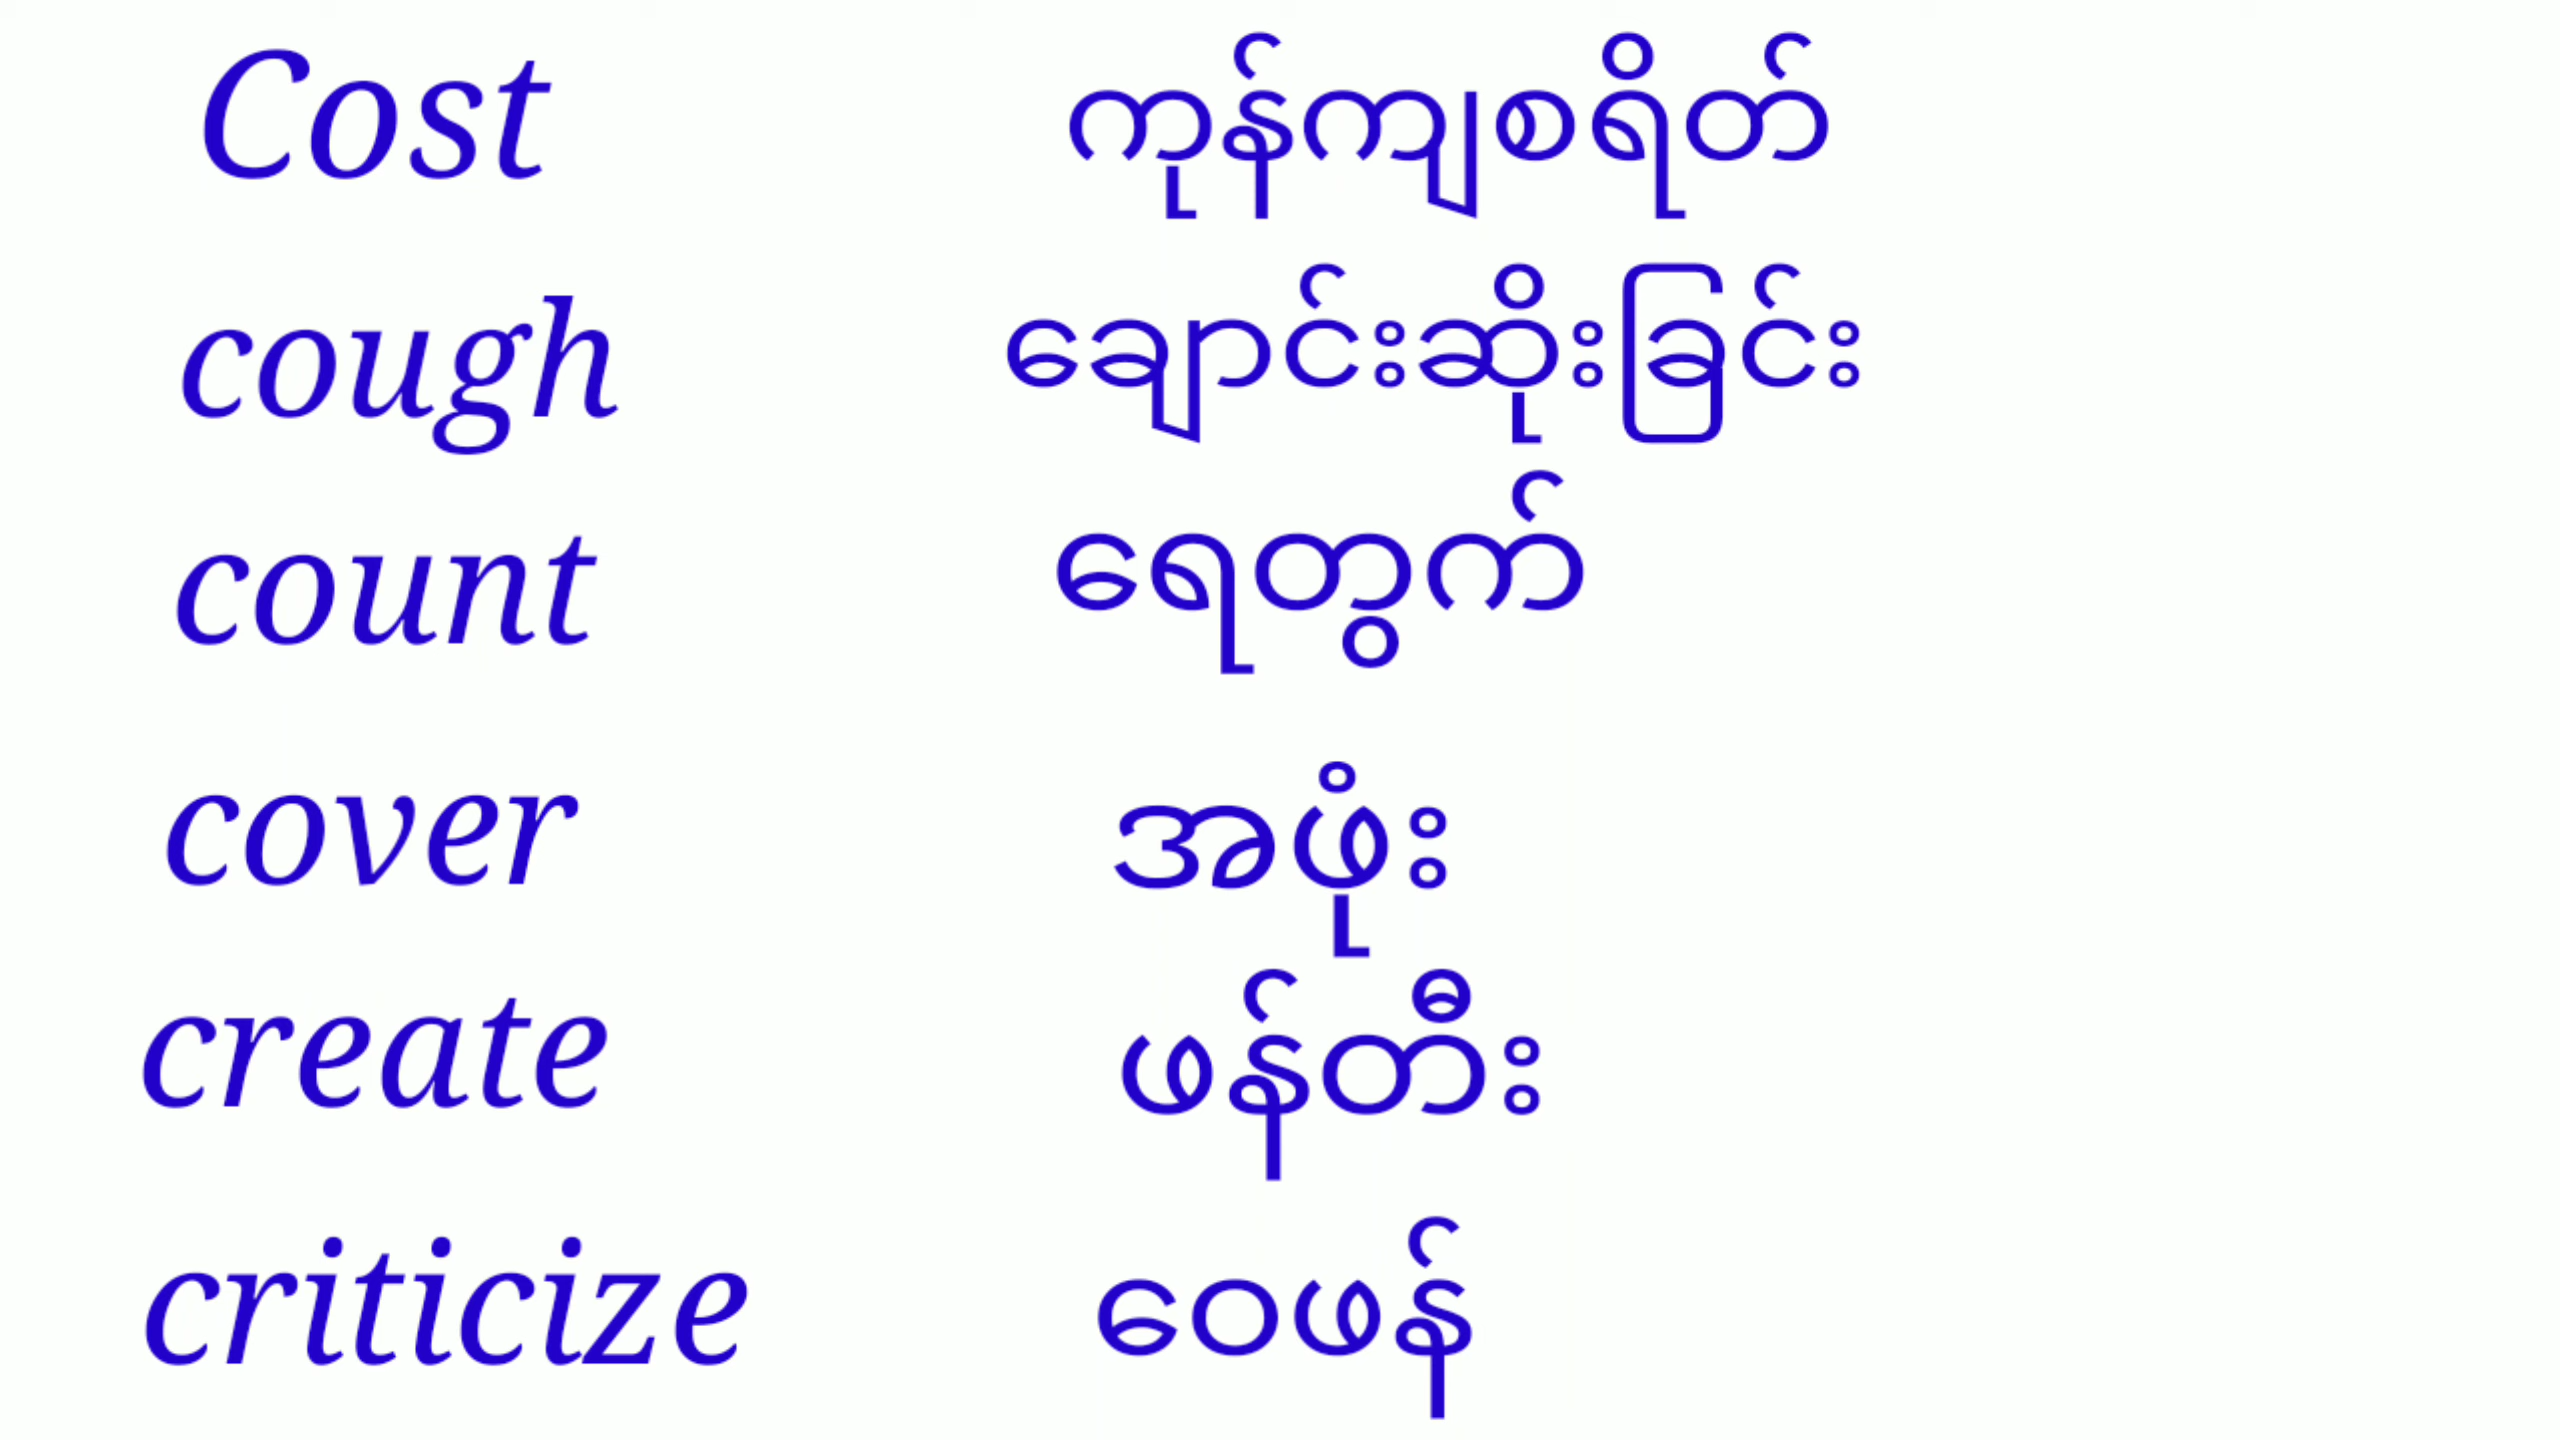 Cost ကုန်ကျစရိတ်
cough ချောင်းဆိုးခြင်း
count ရေတွက်
cover အဖုံး
create ဖန်တီး
criticize ဝေဖန်